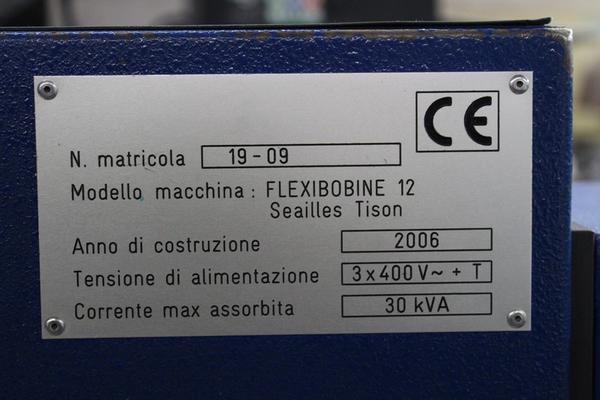 CE
N. matricola 19-09
Modello macchina: FLEXIBOBINE 12
Seailles Tison
Anno di costruzione 2006
Tensione di alimentazione 3x400V~ + T
Corrente max assorbita 30 kVA